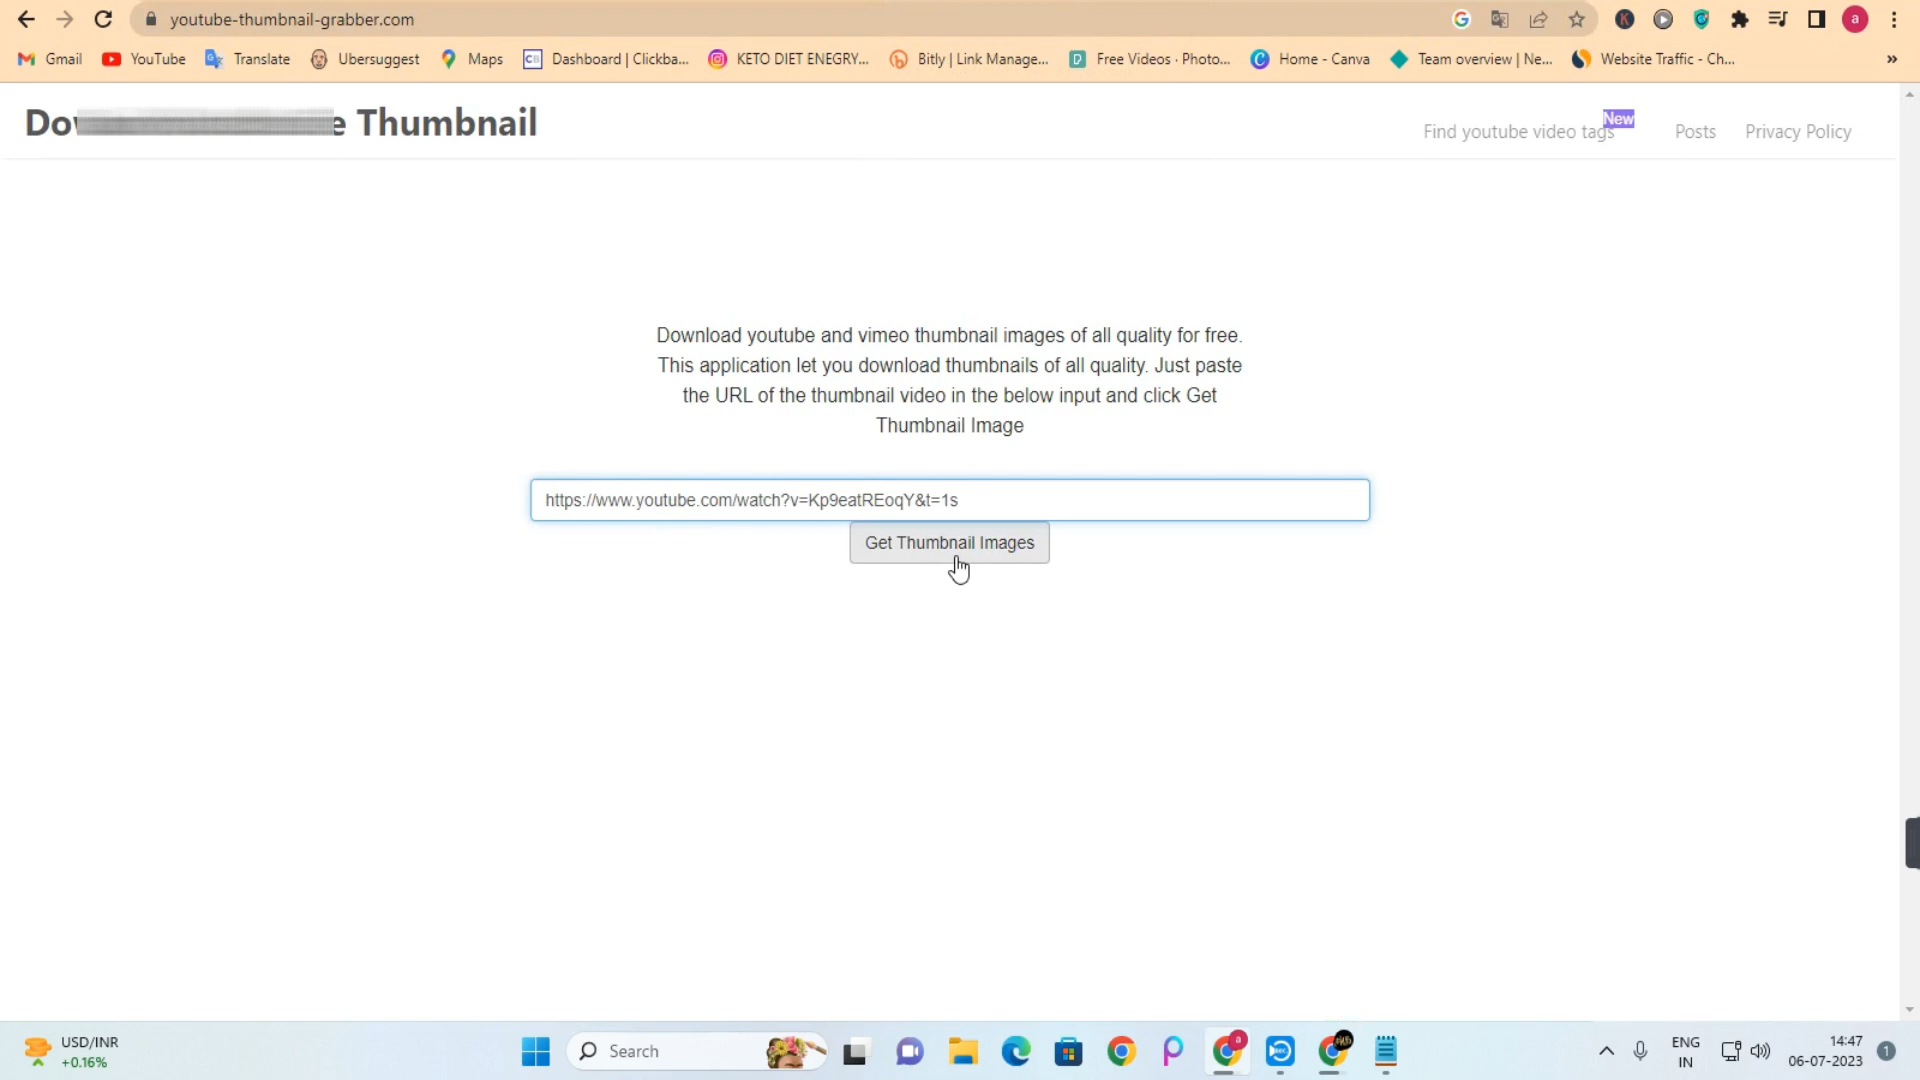 youtube-thumbnail-grabber.com
Gmail YouTube Translate Ubersuggest Maps Dashboard | Clickba... KETO DIET ENEGRY... Bitly | Link Manage... Free Videos · Photo... Home - Canva Team overview | Ne... Website Traffic - Ch... »
Thumbnail
New
Find youtube video tags Posts Privacy Policy
Download youtube and vimeo thumbnail images of all quality for free.
This application let you download thumbnails of all quality. Just paste
the URL of the thumbnail video in the below input and click Get
Thumbnail Image
https://www.youtube.com/watch?v=Kp9eatREoqY&t=1s
Get Thumbnail Images
USD/INR
+0.16%
Search
ENG
IN
14:47
06-07-2023
1